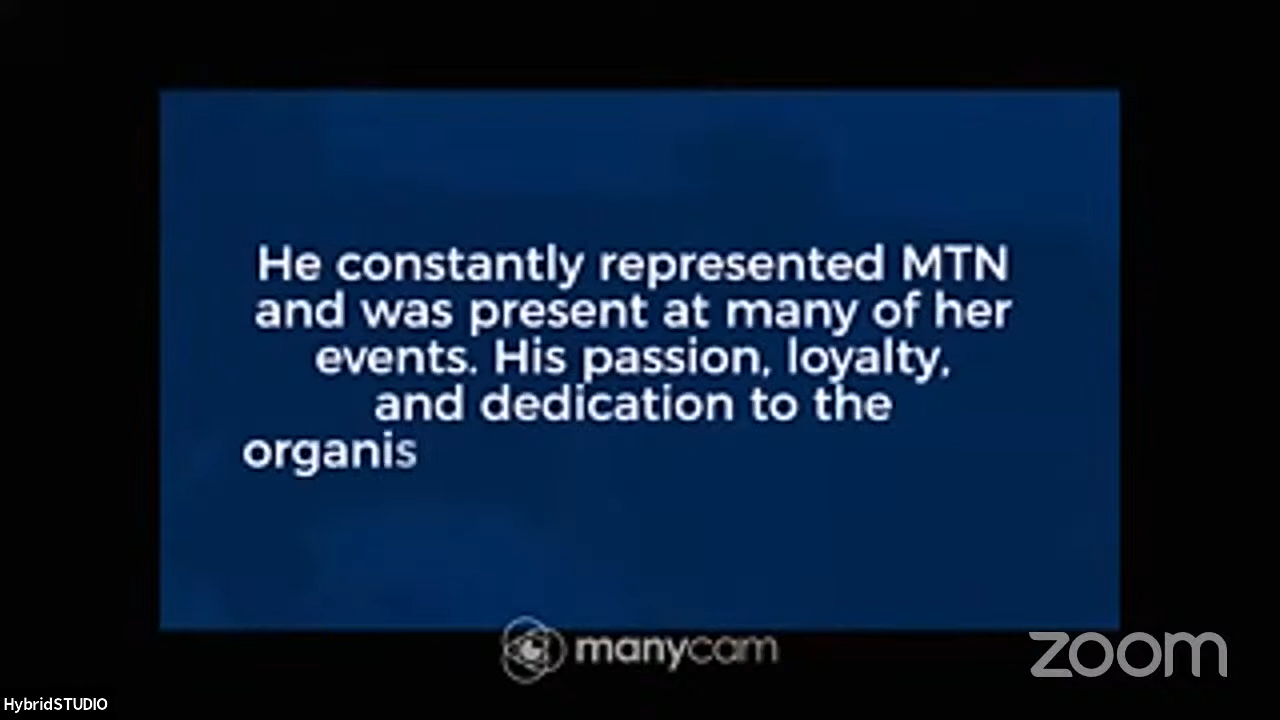 He constantly represented MTN
and was present at many of her
events. His passion, loyalty,
and dedication to the
organis
manycam
zoom
HybridSTUDIO